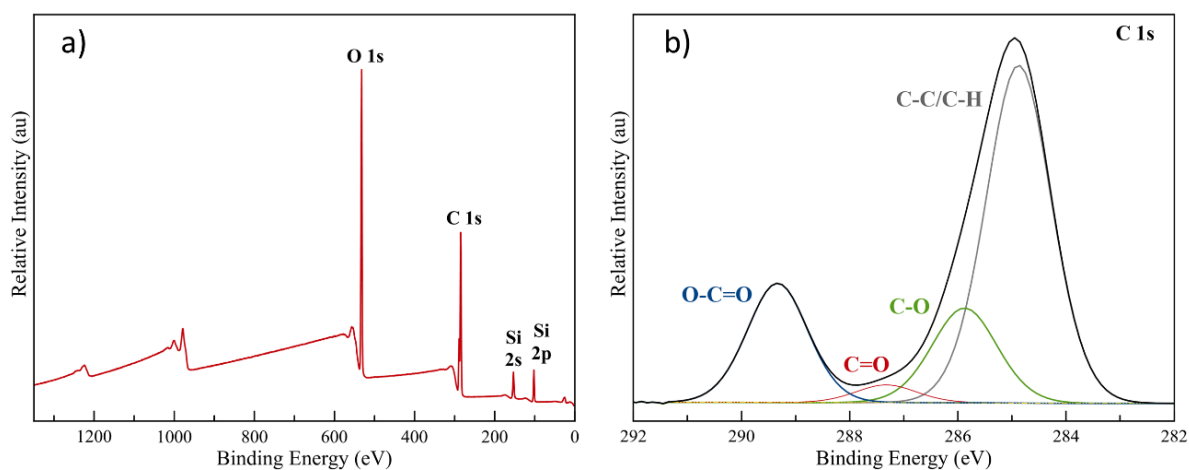 a)
O 1s
C 1s
Si
2s
Si
2p
Relative Intensity (au)
1200 1000 800 600 400 200 0
Binding Energy (eV)
b)
C 1s
C-C/C-H
O-C=O
C-O
C=O
Relative Intensity (au)
292 290 288 286 284 282
Binding Energy (eV)